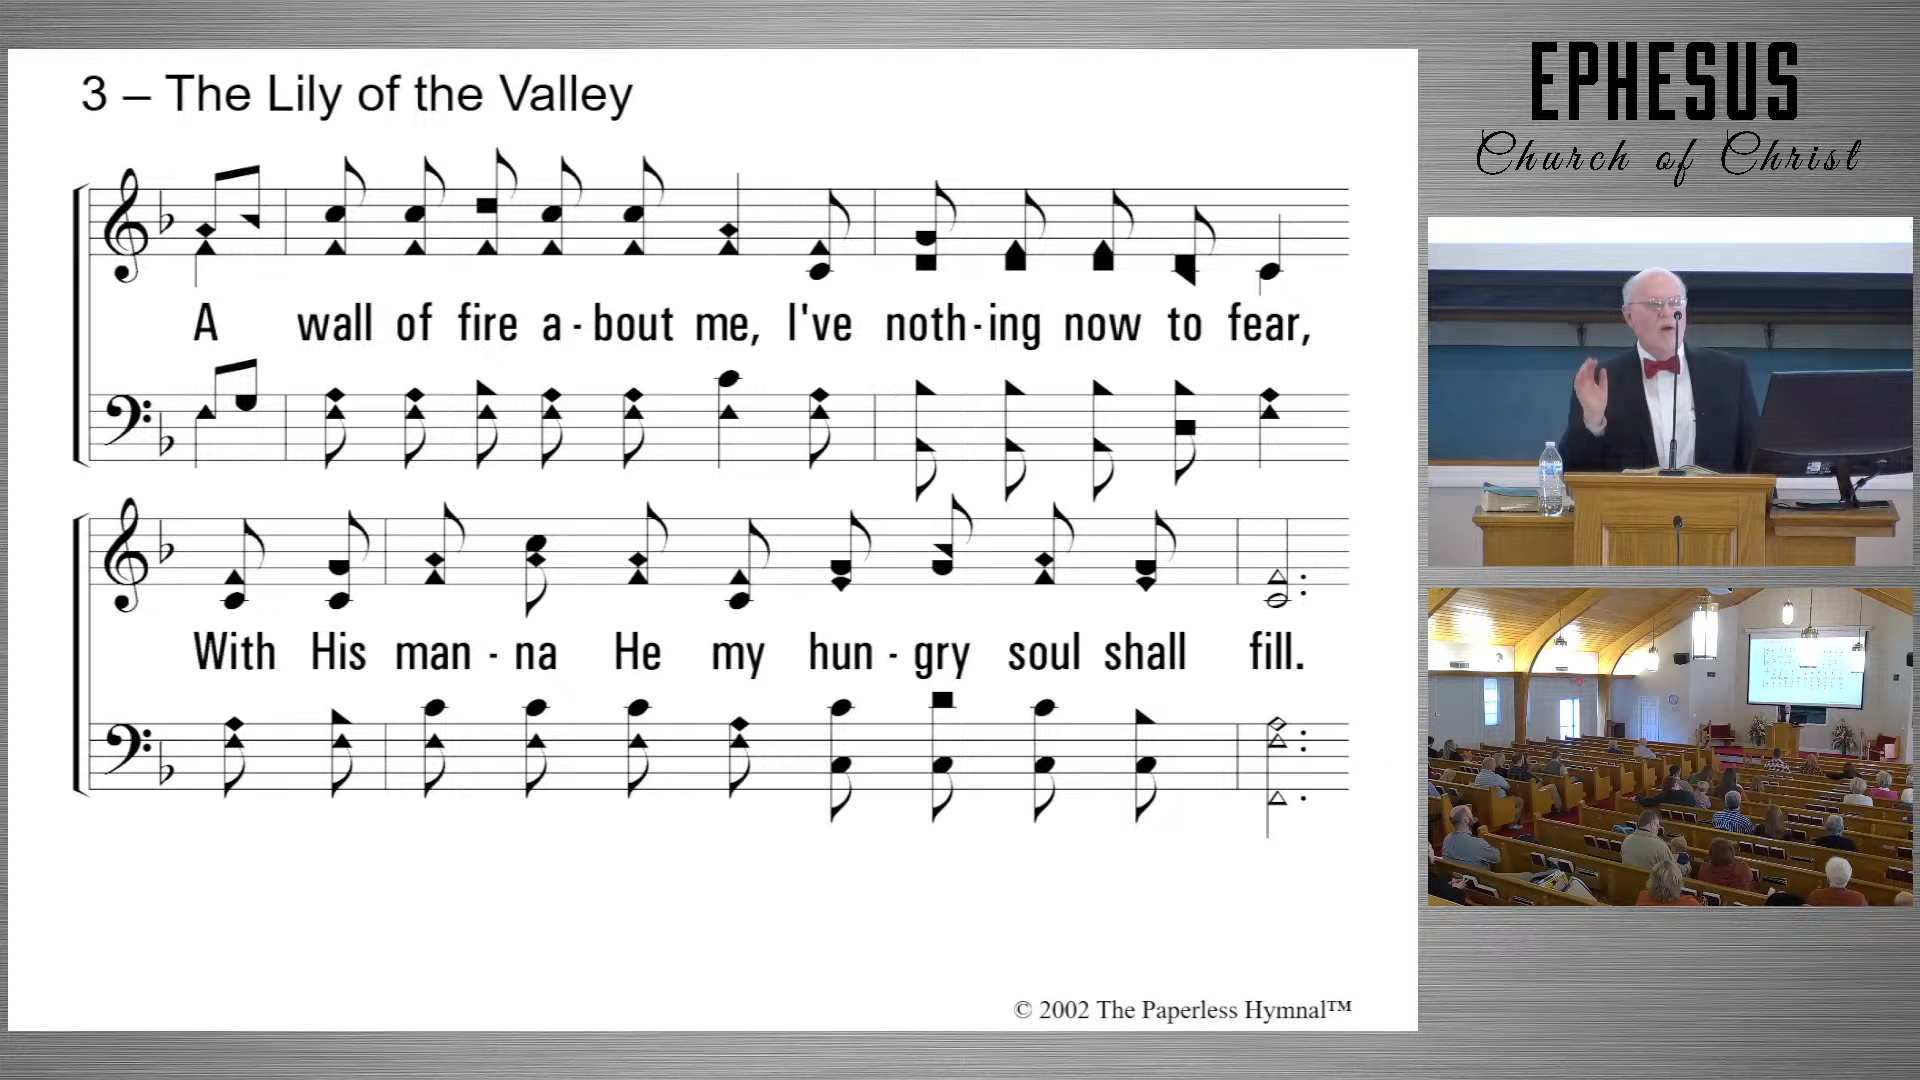 3 – The Lily of the Valley
A wall of fire a - bout me, I've noth - ing now to fear,
With His man - na He my hun - gry soul shall fill.
© 2002 The Paperless Hymnal™
EPHESUS
Church of Christ